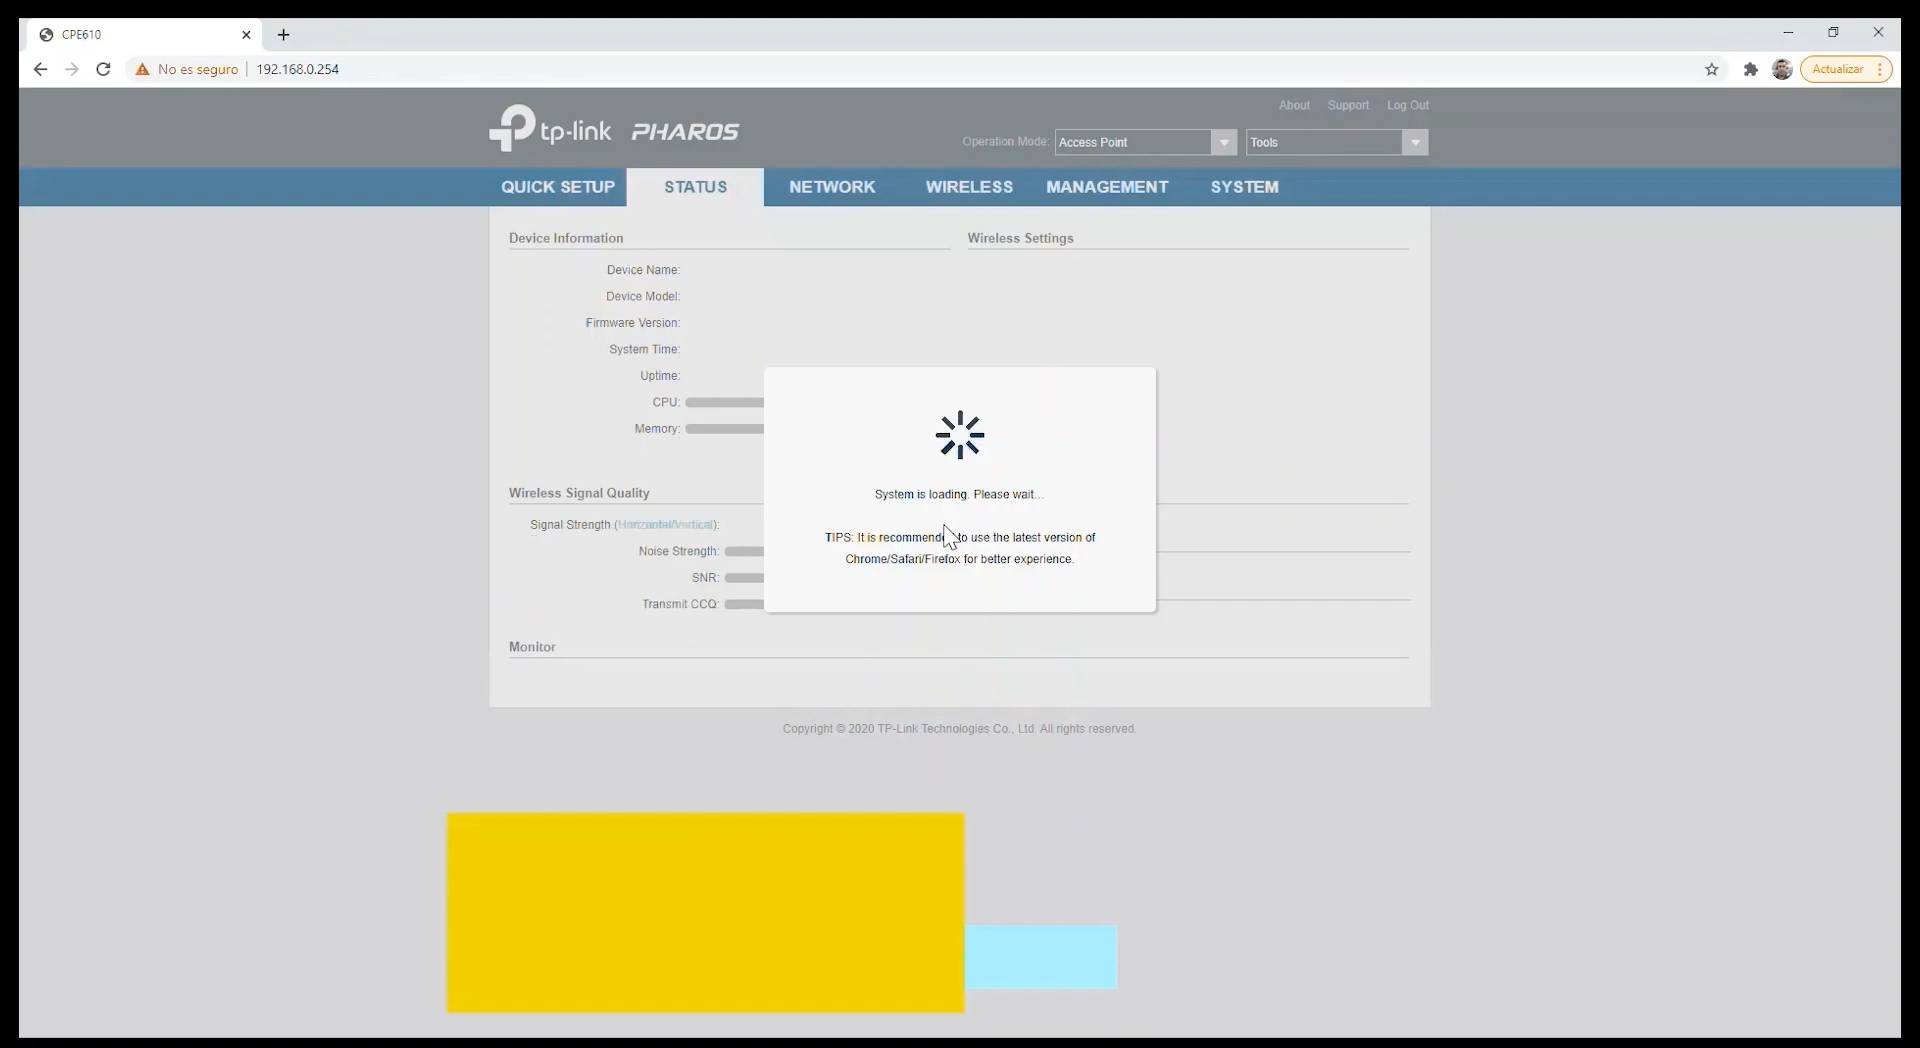 CPE610
No es seguro
192.168.0.254
Actualizar
tp-link PHAROS
About Support Log Out
Operation Mode: Access Point Tools
QUICK SETUP STATUS NETWORK WIRELESS MANAGEMENT SYSTEM
Device Information
Device Name:
Device Model:
Firmware Version:
System Time:
Uptime:
CPU:
Memory:
Wireless Settings
System is loading. Please wait...
TIPS: It is recommended to use the latest version of
Chrome/Safari/Firefox for better experience.
Wireless Signal Quality
Signal Strength (Horizontal/Vertical):
Noise Strength:
SNR:
Transmit CCQ:
Monitor
Copyright © 2020 TP-Link Technologies Co., Ltd. All rights reserved.